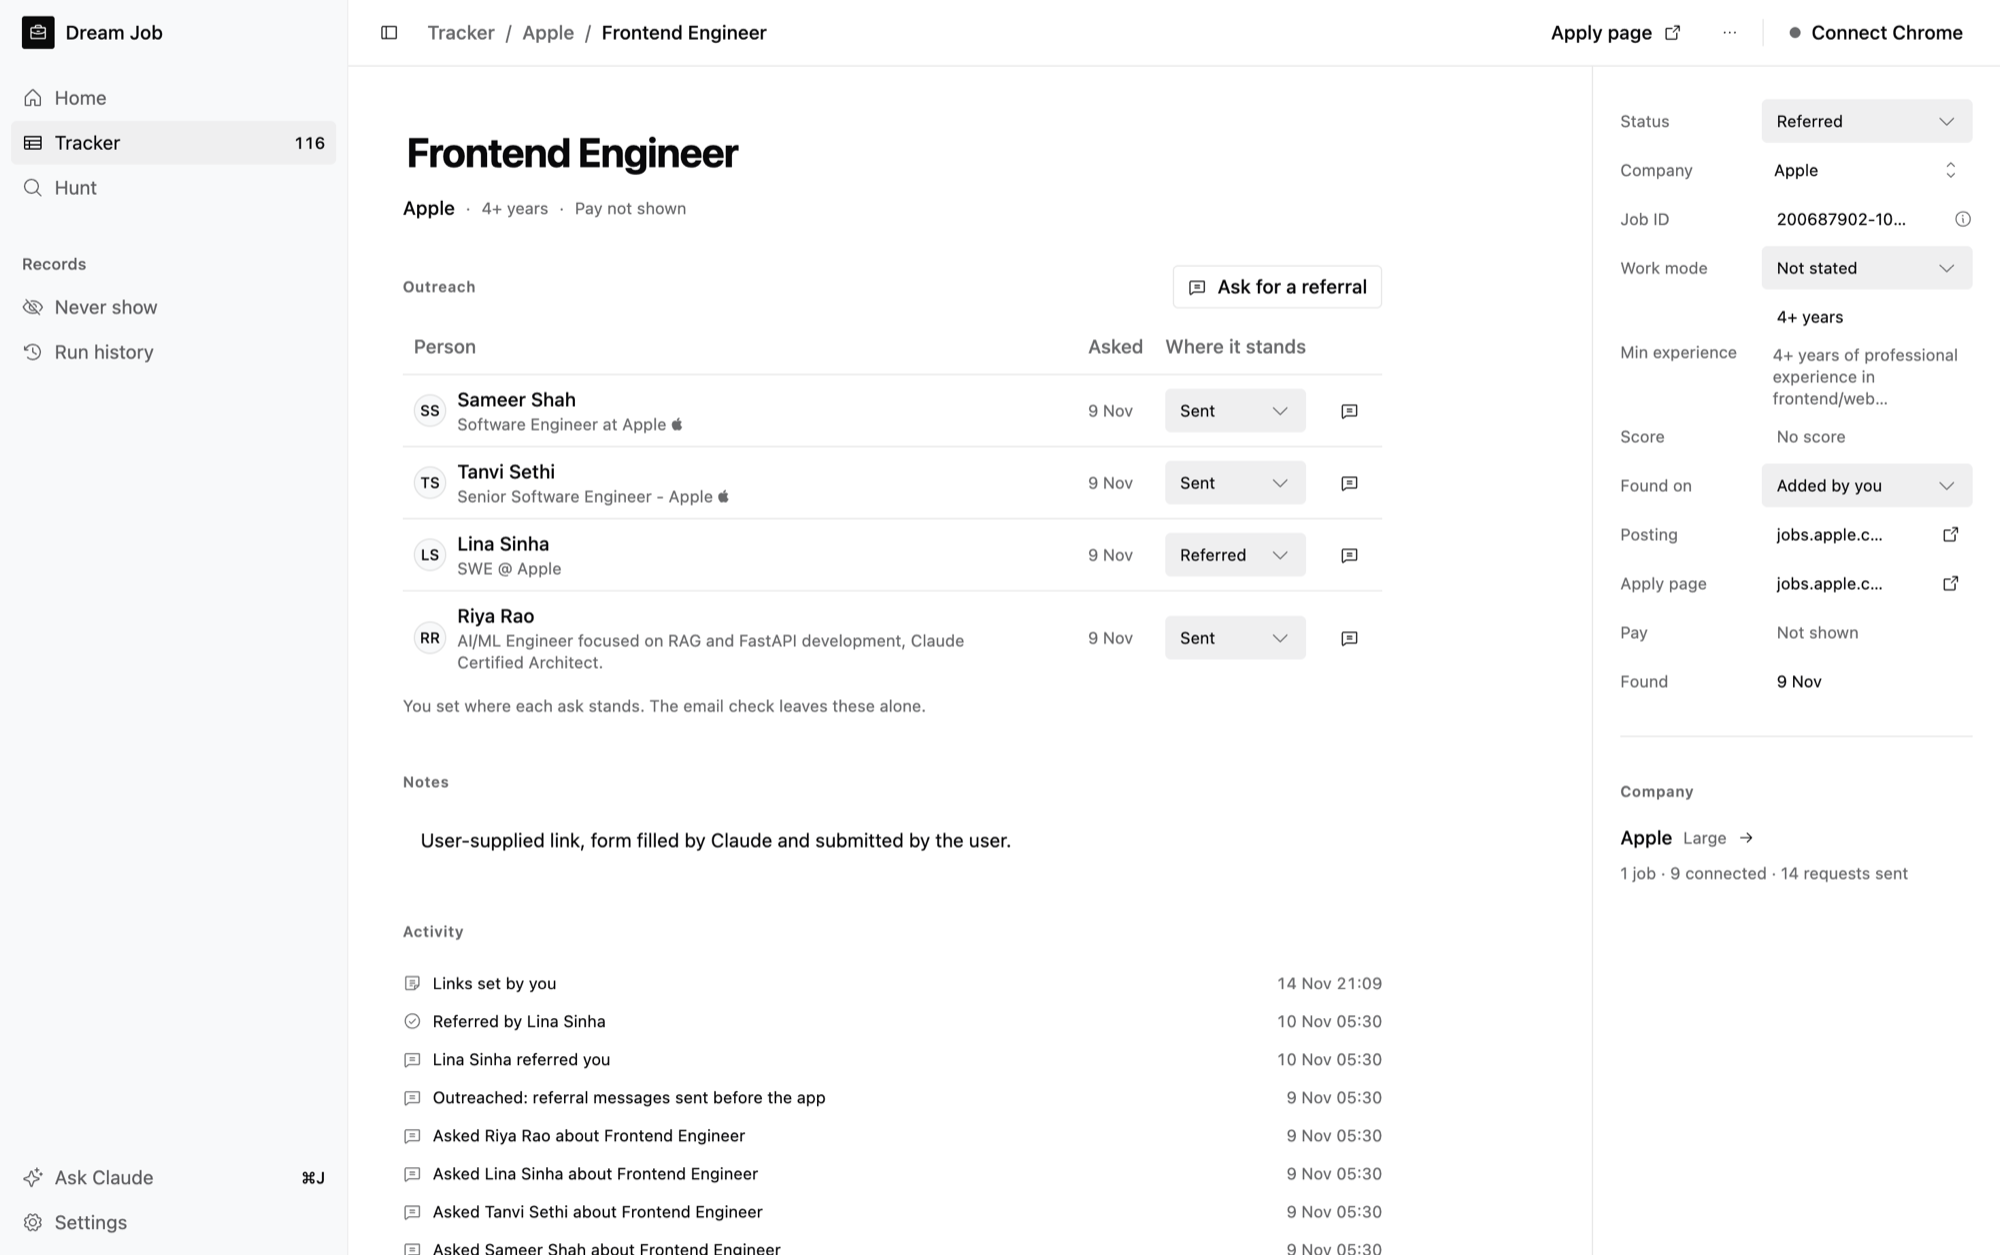 Dream Job
Home
Tracker 116
Hunt
Records
Never show
Run history
Ask Claude ⌘J
Settings
Tracker / Apple / Frontend Engineer
Apply page
...
Connect Chrome
Frontend Engineer
Apple · 4+ years · Pay not shown
Outreach
Ask for a referral
Person Asked Where it stands
SS Sameer Shah 9 Nov Sent
Software Engineer at Apple 
TS Tanvi Sethi 9 Nov Sent
Senior Software Engineer - Apple 
LS Lina Sinha 9 Nov Referred
SWE @ Apple
RR Riya Rao 9 Nov Sent
AI/ML Engineer focused on RAG and FastAPI development, Claude
Certified Architect.
You set where each ask stands. The email check leaves these alone.
Notes
User-supplied link, form filled by Claude and submitted by the user.
Activity
Links set by you 14 Nov 21:09
Referred by Lina Sinha 10 Nov 05:30
Lina Sinha referred you 10 Nov 05:30
Outreached: referral messages sent before the app 9 Nov 05:30
Asked Riya Rao about Frontend Engineer 9 Nov 05:30
Asked Lina Sinha about Frontend Engineer 9 Nov 05:30
Asked Tanvi Sethi about Frontend Engineer 9 Nov 05:30
Asked Sameer Shah about Frontend Engineer 9 Nov 05:30
Status Referred
Company Apple
Job ID 200687902-10...
Work mode Not stated
4+ years
Min experience
4+ years of professional
experience in
frontend/web...
Score No score
Found on Added by you
Posting jobs.apple.c...
Apply page jobs.apple.c...
Pay Not shown
Found 9 Nov
Company
Apple Large →
1 job · 9 connected · 14 requests sent